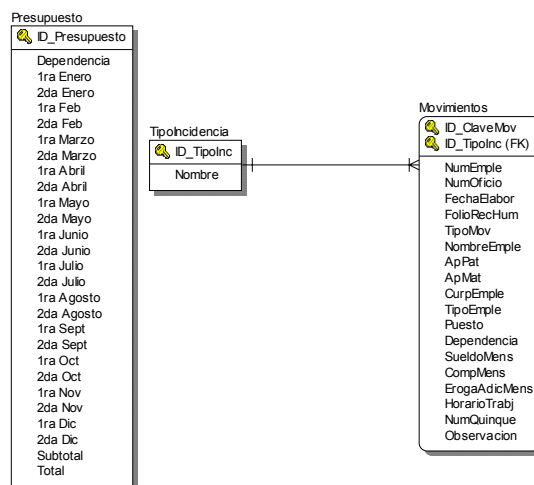 Presupuesto
ID_Presupuesto
Dependencia
1ra Enero
2da Enero
1ra Feb
2da Feb
1ra Marzo
2da Marzo
1ra Abril
2da Abril
1ra Mayo
2da Mayo
1ra Junio
2da Junio
1ra Julio
2da Julio
1ra Agosto
2da Agosto
1ra Sept
2da Sept
1ra Oct
2da Oct
1ra Nov
2da Nov
1ra Dic
2da Dic
Subtotal
Total
TipoIncidencia
ID_TipoInc
Nombre
Movimientos
ID_ClaveMov
ID_TipoInc (FK)
NumEmple
NumOficio
FechaElabor
FolioRecHum
TipoMov
NombreEmple
ApPat
ApMat
CurpEmple
TipoEmple
Puesto
Dependencia
SueldoMens
CompMens
ErogaAdicMens
HorarioTrabj
NumQuinque
Observacion